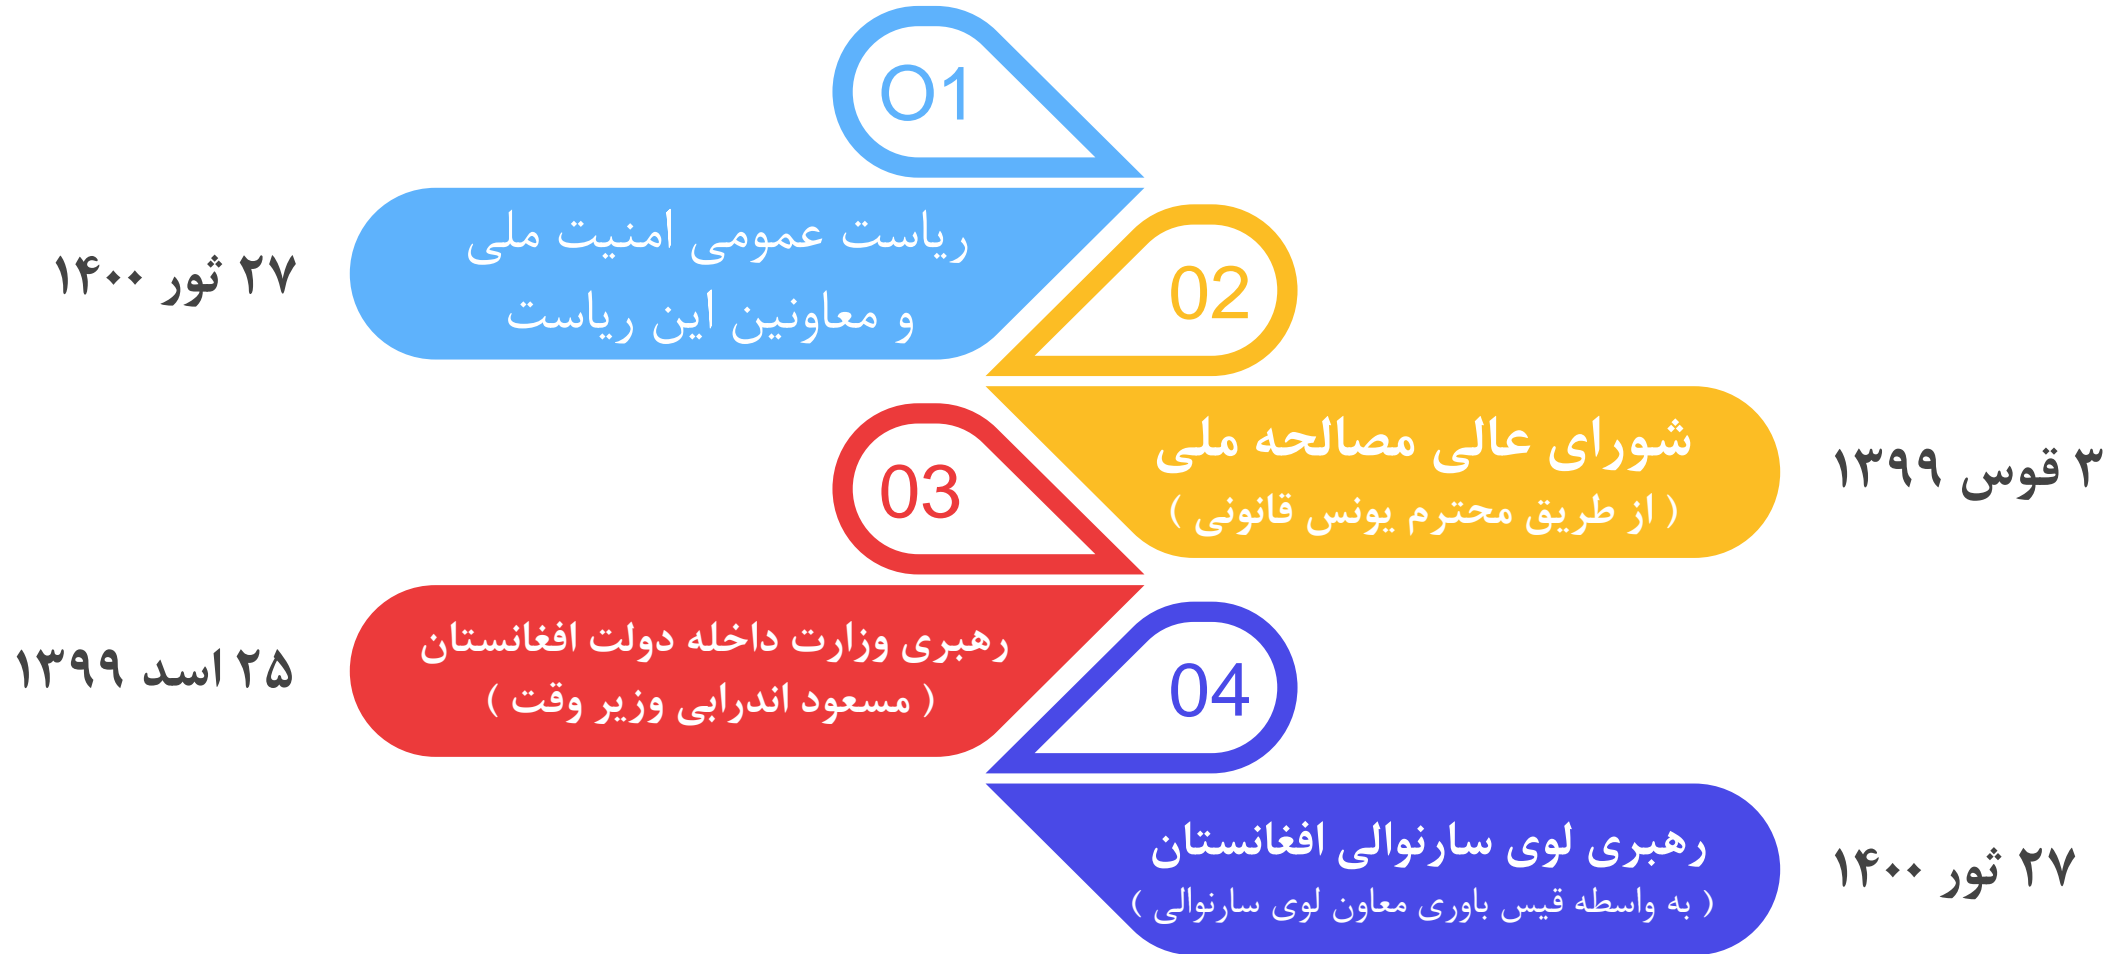 O1
ریاست عمومی امنیت ملی
و معاونین این ریاست
۲۷ ثور ۱۴۰۰
02
شورای عالی مصالحه ملی
( از طریق محترم یونس قانونی )
۳ قوس ۱۳۹۹
03
رهبری وزارت داخله دولت افغانستان
( مسعود اندرابی وزیر وقت )
۲۵ اسد ۱۳۹۹
04
رهبری لوی سارنوالی افغانستان
( به واسطه قیس باوری معاون لوی سارنوالی )
۲۷ ثور ۱۴۰۰